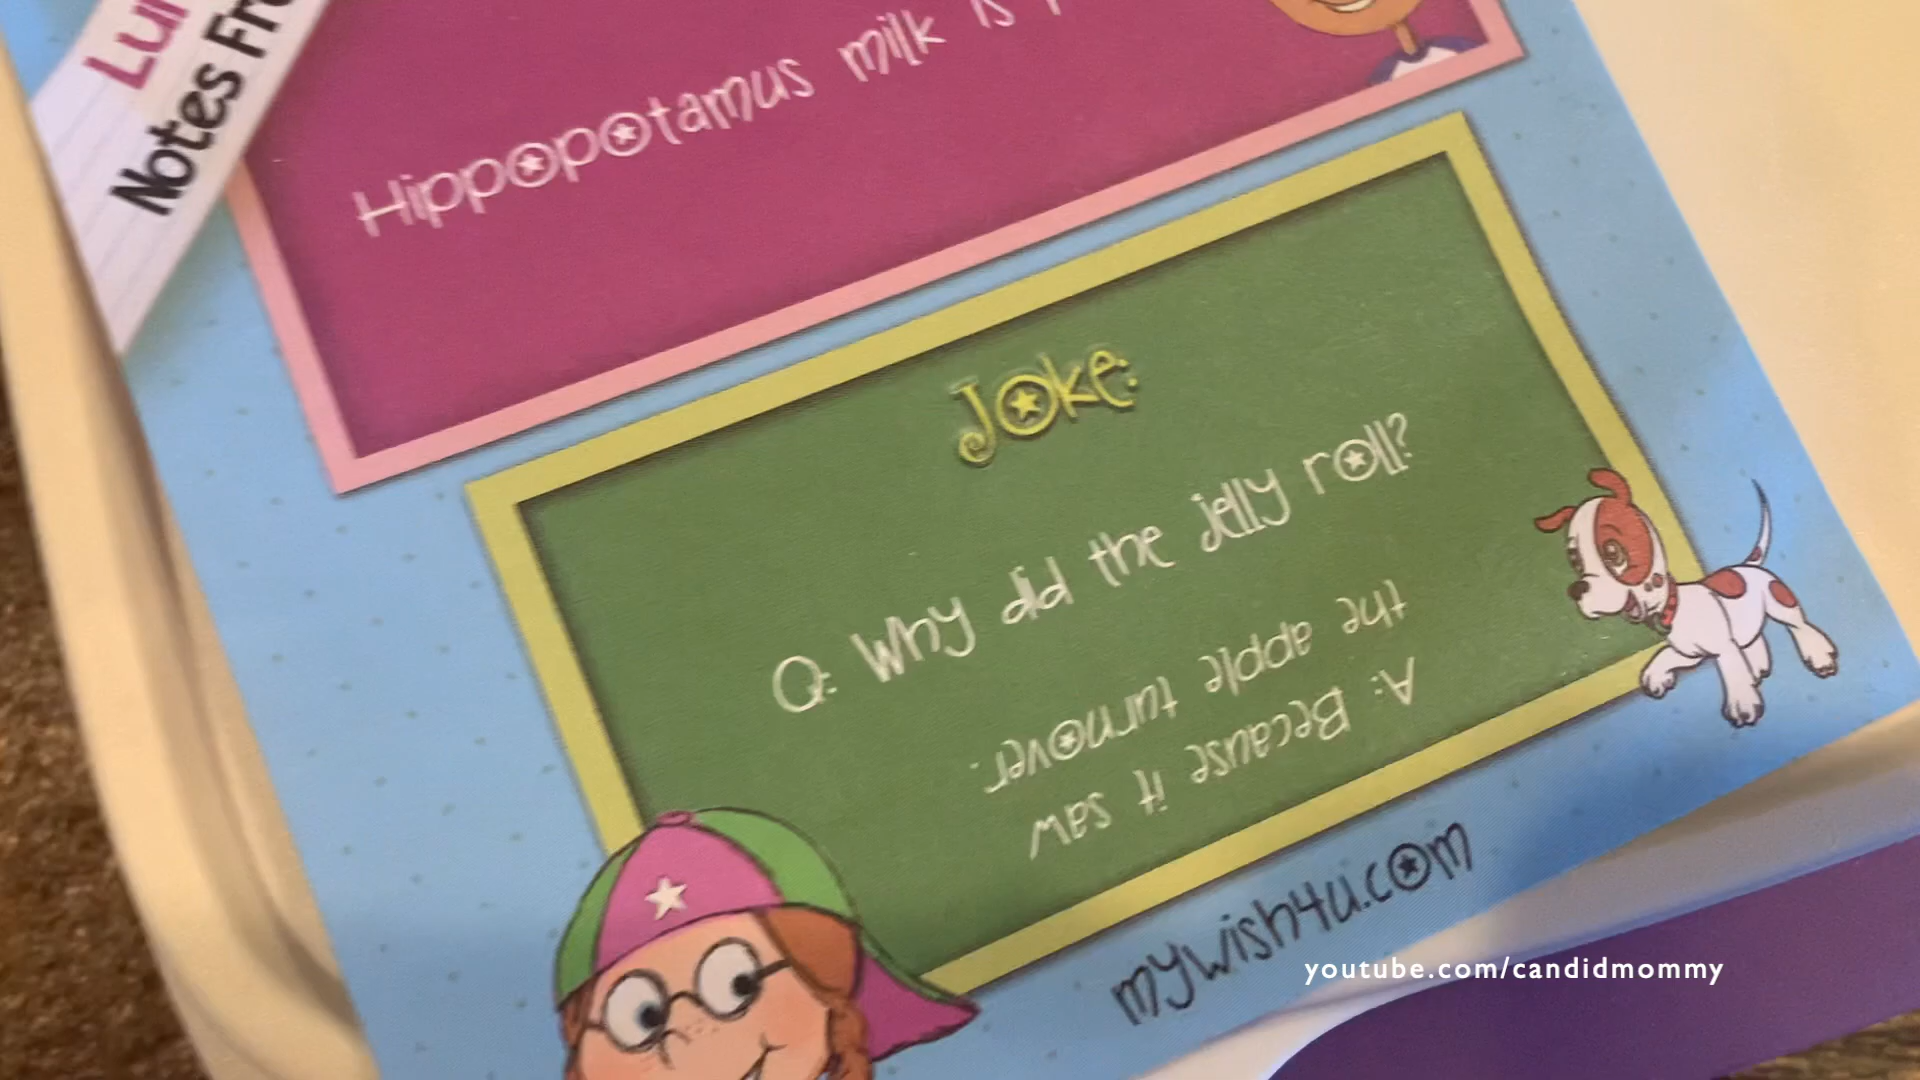 Notes
Hippopotamus milk is
Joke:
Q: Why did the jelly roll?
A: Because it saw
the apple turnover.
mywish4u.com
youtube.com/candidmommy